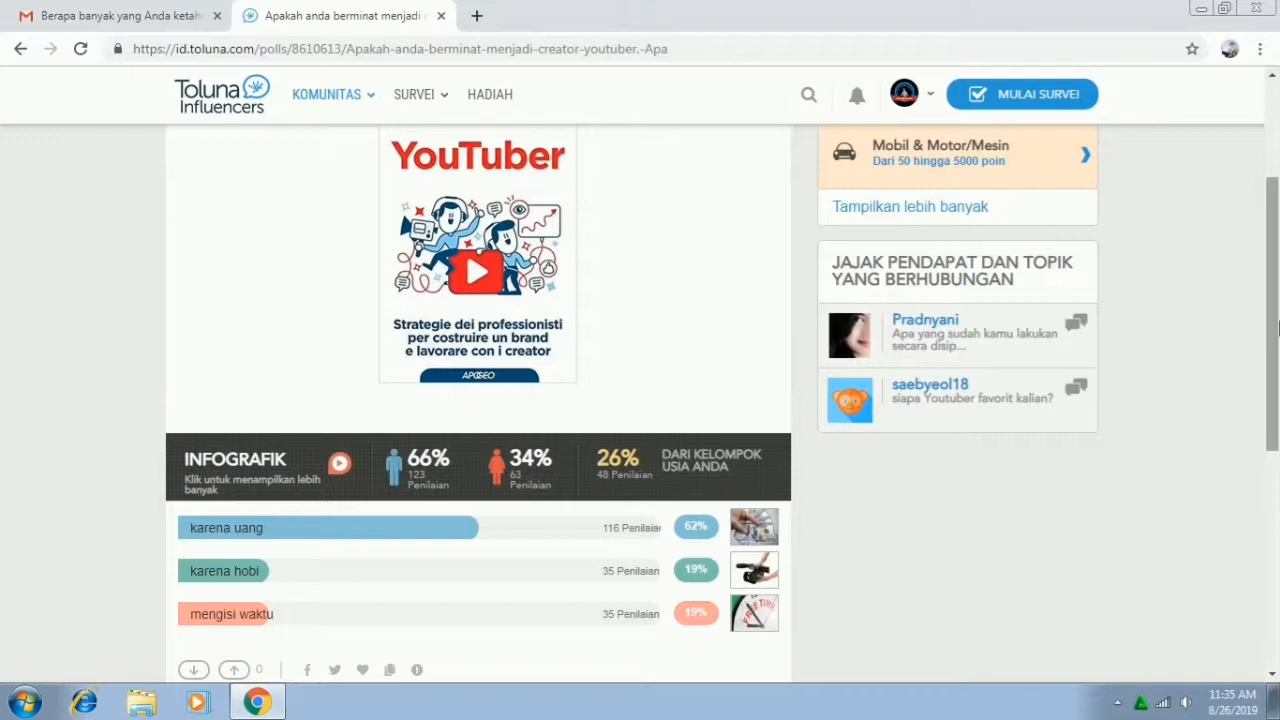 Berapa banyak yang Anda ketah
Apakah anda berminat menjadi c
https://id.toluna.com/polls/8610613/Apakah-anda-berminat-menjadi-creator-youtuber.-Apa
Toluna
Influencers
KOMUNITAS
SURVEI
HADIAH
MULAI SURVEI
YouTuber
Strategie dei professionisti
per costruire un brand
e lavorare con i creator
APOGEO
Mobil & Motor/Mesin
Dari 50 hingga 5000 poin
Tampilkan lebih banyak
JAJAK PENDAPAT DAN TOPIK
YANG BERHUBUNGAN
Pradnyani
Apa yang sudah kamu lakukan
secara disip...
saebyeol18
siapa Youtuber favorit kalian?
INFOGRAFIK
Klik untuk menampilkan lebih
banyak
66%
123
Penilaian
34%
63
Penilaian
26%
48 Penilaian
DARI KELOMPOK
USIA ANDA
karena uang
116 Penilaian
62%
karena hobi
35 Penilaian
19%
mengisi waktu
35 Penilaian
19%
FREE TIME
0
11:35 AM
8/26/2019